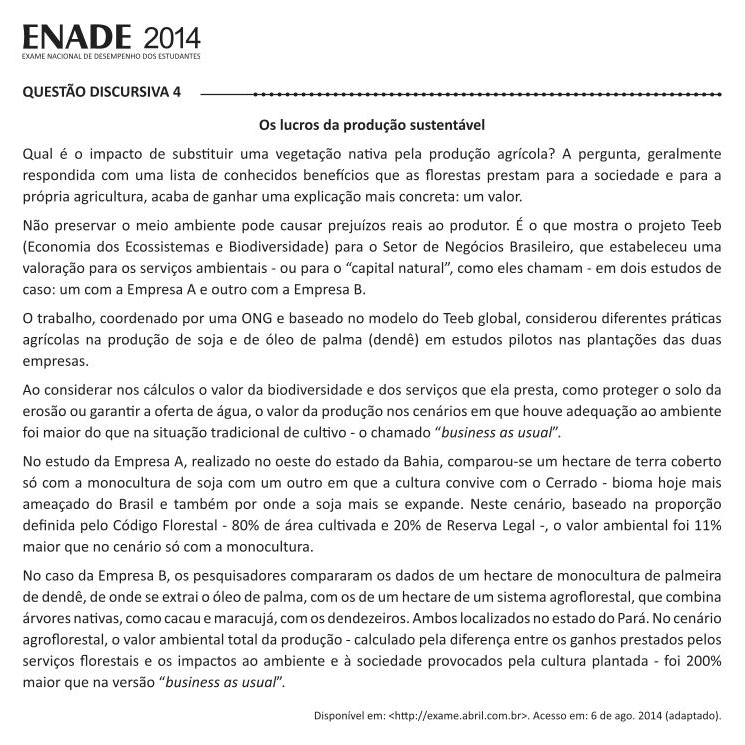 ENADE 2014
EXAME NACIONAL DE DESEMPENHO DOS ESTUDANTES
QUESTÃO DISCURSIVA 4
Os lucros da produção sustentável
Qual é o impacto de substituir uma vegetação nativa pela produção agrícola? A pergunta, geralmente
respondida com uma lista de conhecidos benefícios que as florestas prestam para a sociedade e para a
própria agricultura, acaba de ganhar uma explicação mais concreta: um valor.
Não preservar o meio ambiente pode causar prejuízos reais ao produtor. É o que mostra o projeto Teeb
(Economia dos Ecossistemas e Biodiversidade) para o Setor de Negócios Brasileiro, que estabeleceu uma
valoração para os serviços ambientais - ou para o “capital natural”, como eles chamam - em dois estudos de
caso: um com a Empresa A e outro com a Empresa B.
O trabalho, coordenado por uma ONG e baseado no modelo do Teeb global, considerou diferentes práticas
agrícolas na produção de soja e de óleo de palma (dendê) em estudos pilotos nas plantações das duas
empresas.
Ao considerar nos cálculos o valor da biodiversidade e dos serviços que ela presta, como proteger o solo da
erosão ou garantir a oferta de água, o valor da produção nos cenários em que houve adequação ao ambiente
foi maior do que na situação tradicional de cultivo - o chamado “business as usual”.
No estudo da Empresa A, realizado no oeste do estado da Bahia, comparou-se um hectare de terra coberto
só com a monocultura de soja com um outro em que a cultura convive com o Cerrado - bioma hoje mais
ameaçado do Brasil e também por onde a soja mais se expande. Neste cenário, baseado na proporção
definida pelo Código Florestal - 80% de área cultivada e 20% de Reserva Legal -, o valor ambiental foi 11%
maior que no cenário só com a monocultura.
No caso da Empresa B, os pesquisadores compararam os dados de um hectare de monocultura de palmeira
de dendê, de onde se extrai o óleo de palma, com os de um hectare de um sistema agroflorestal, que combina
árvores nativas, como cacau e maracujá, com os dendezeiros. Ambos localizados no estado do Pará. No cenário
agroflorestal, o valor ambiental total da produção - calculado pela diferença entre os ganhos prestados pelos
serviços florestais e os impactos ao ambiente e à sociedade provocados pela cultura plantada - foi 200%
maior que na versão “business as usual”.
Disponível em: <http://exame.abril.com.br>. Acesso em: 6 de ago. 2014 (adaptado).